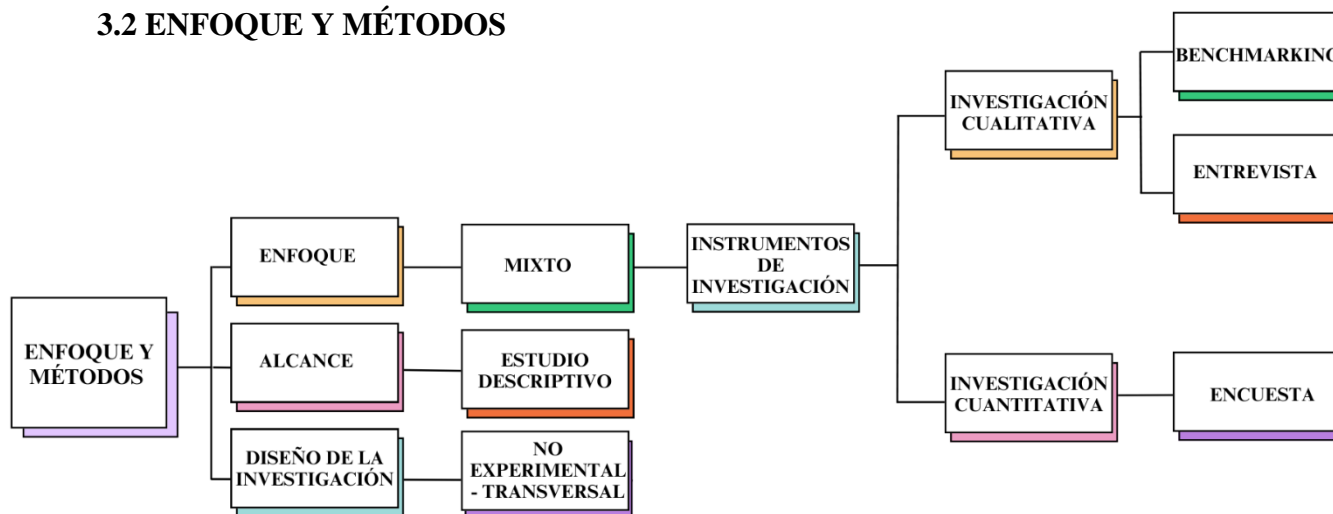 3.2 ENFOQUE Y MÉTODOS
ENFOQUE Y
MÉTODOS
ENFOQUE
MIXTO
INSTRUMENTOS
DE
INVESTIGACIÓN
INVESTIGACIÓN
CUALITATIVA
BENCHMARKING
ENTREVISTA
INVESTIGACIÓN
CUANTITATIVA
ENCUESTA
ALCANCE
ESTUDIO
DESCRIPTIVO
DISEÑO DE LA
INVESTIGACIÓN
NO
EXPERIMENTAL
- TRANSVERSAL